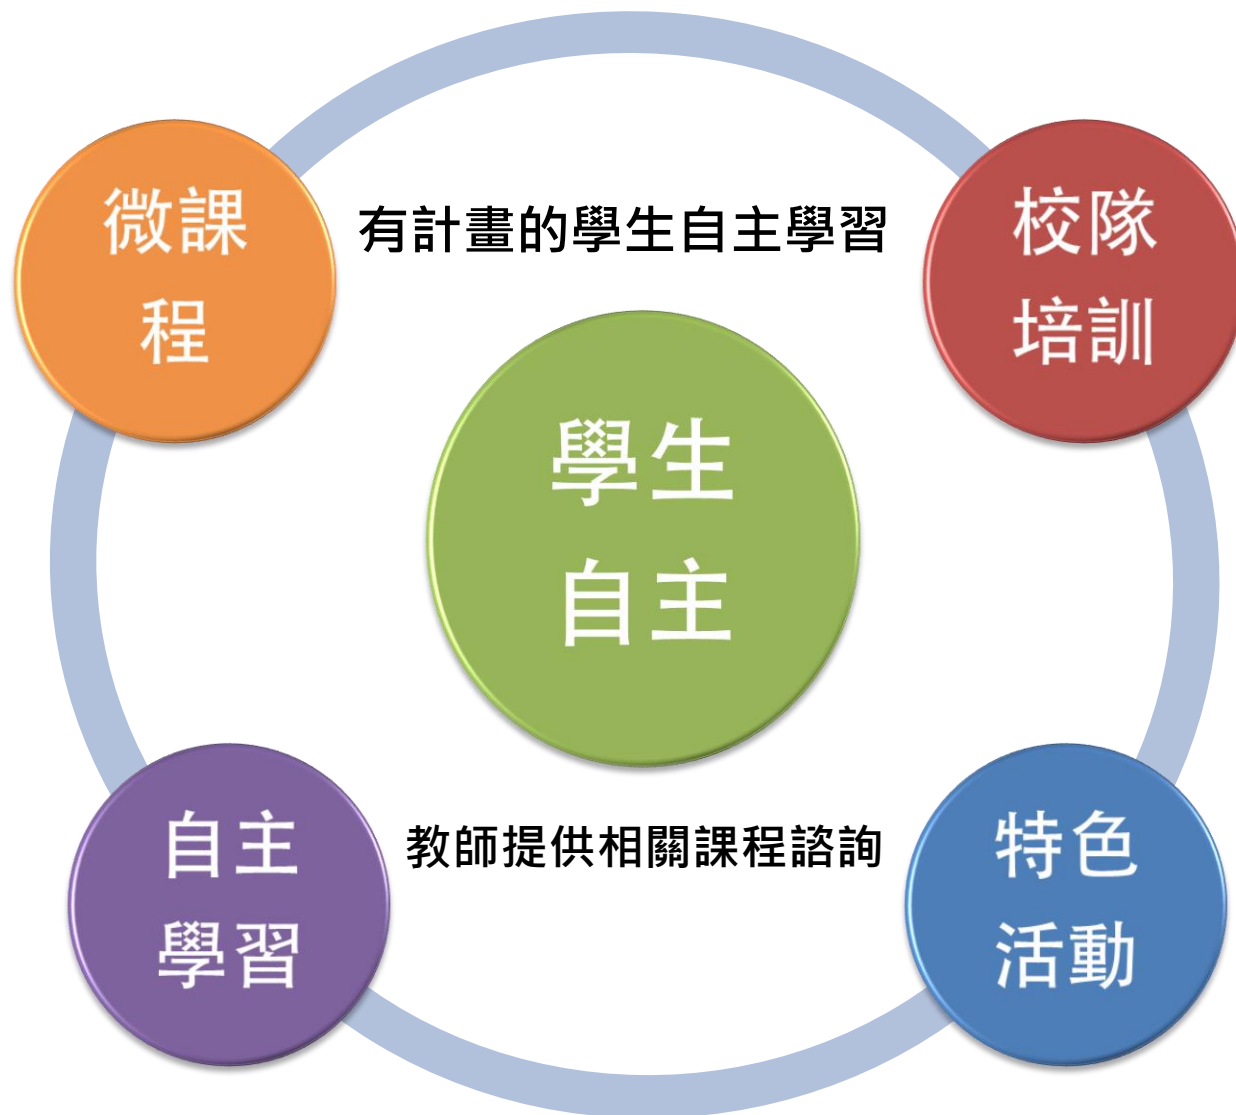 微課
程
有計畫的學生自主學習
校隊
培訓
學生
自主
自主
學習
教師提供相關課程諮詢
特色
活動